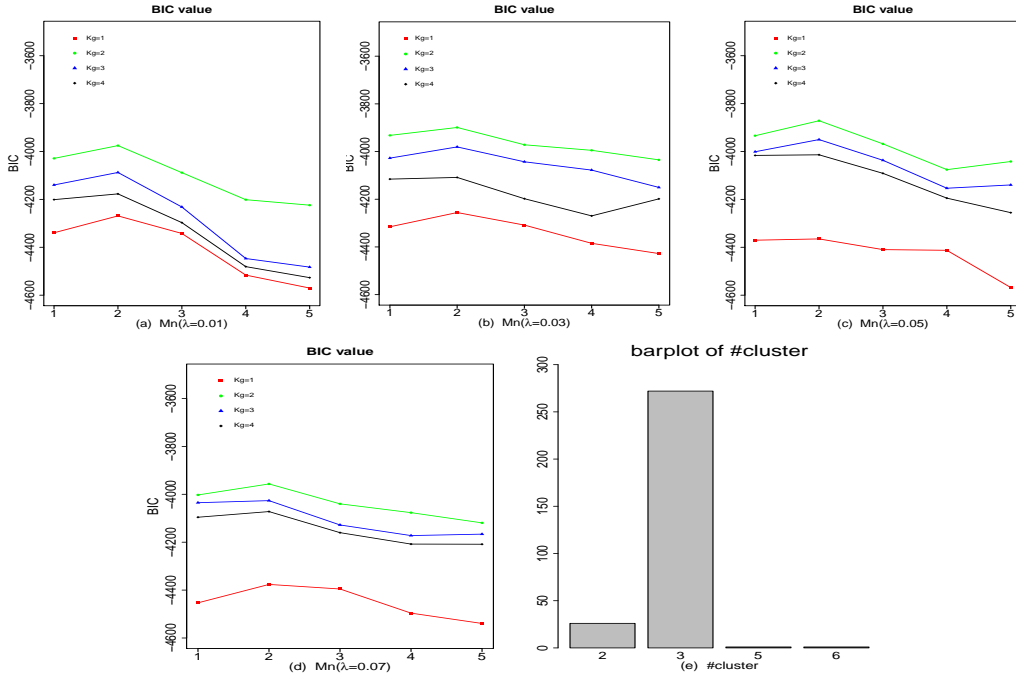 BIC value
BIC
−3600
−3800
−4000
−4200
−4400
−4600
Kg=1
Kg=2
Kg=3
Kg=4
1 2 3 4 5
(a) Mn(λ=0.01)
BIC value
BIC
−3600
−3800
−4000
−4200
−4400
−4600
Kg=1
Kg=2
Kg=3
Kg=4
1 2 3 4 5
(b) Mn(λ=0.03)
BIC value
BIC
−3600
−3800
−4000
−4200
−4400
−4600
Kg=1
Kg=2
Kg=3
Kg=4
1 2 3 4 5
(c) Mn(λ=0.05)
BIC value
BIC
−3600
−3800
−4000
−4200
−4400
−4600
Kg=1
Kg=2
Kg=3
Kg=4
1 2 3 4 5
(d) Mn(λ=0.07)
barplot of #cluster
300
250
200
150
100
50
0
2 3 5 6
(e) #cluster